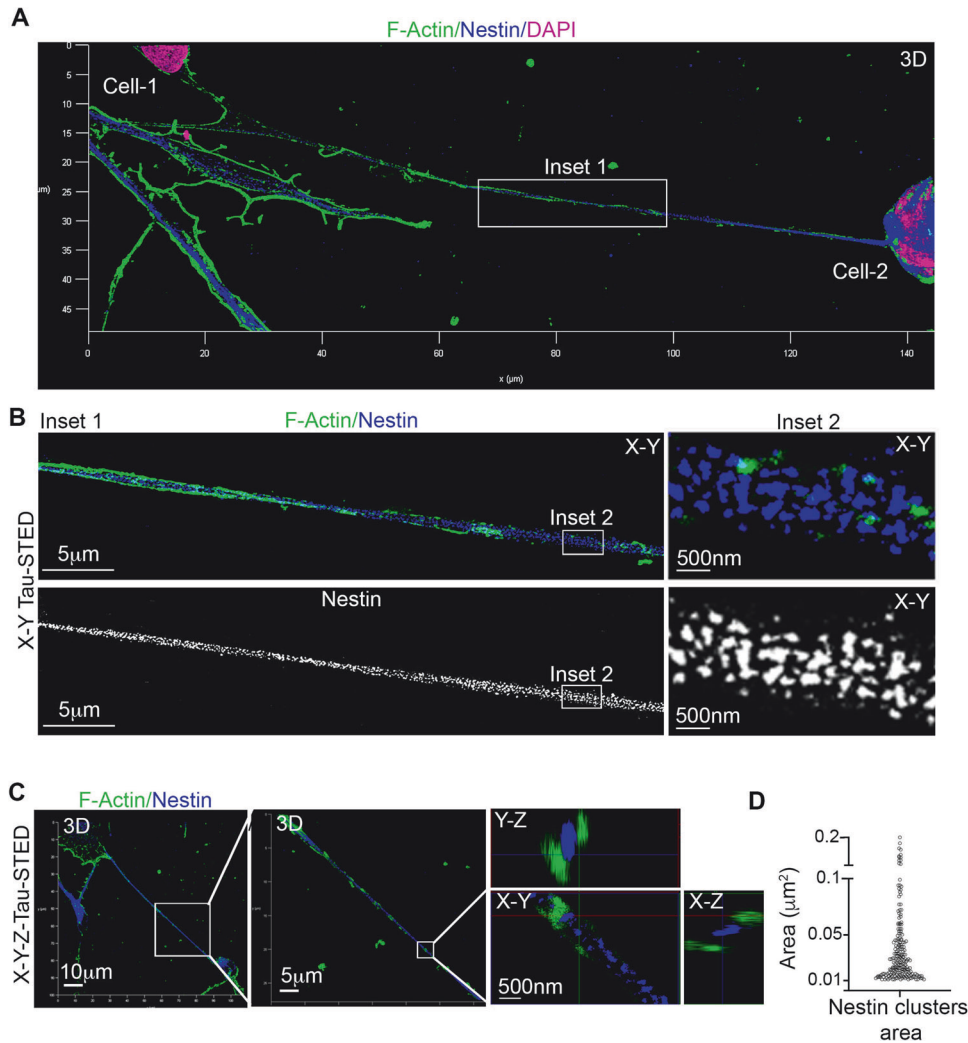 A
F-Actin/Nestin/DAPI
3D
Cell-1
Inset 1
Cell-2
0
5
10
15
20
25
30
35
40
45
µm)
0
20
40
60
80
100
120
140
x (µm)
B
Inset 1
F-Actin/Nestin
X-Y
Inset 2
5µm
Inset 2
X-Y
500nm
X-Y Tau-STED
Nestin
Inset 2
5µm
X-Y
500nm
C
F-Actin/Nestin
X-Y-Z-Tau-STED
3D
10µm
3D
5µm
Y-Z
X-Y
500nm
X-Z
D
Area (µm²)
0.2
0.1
0.05
0.01
Nestin clusters
area